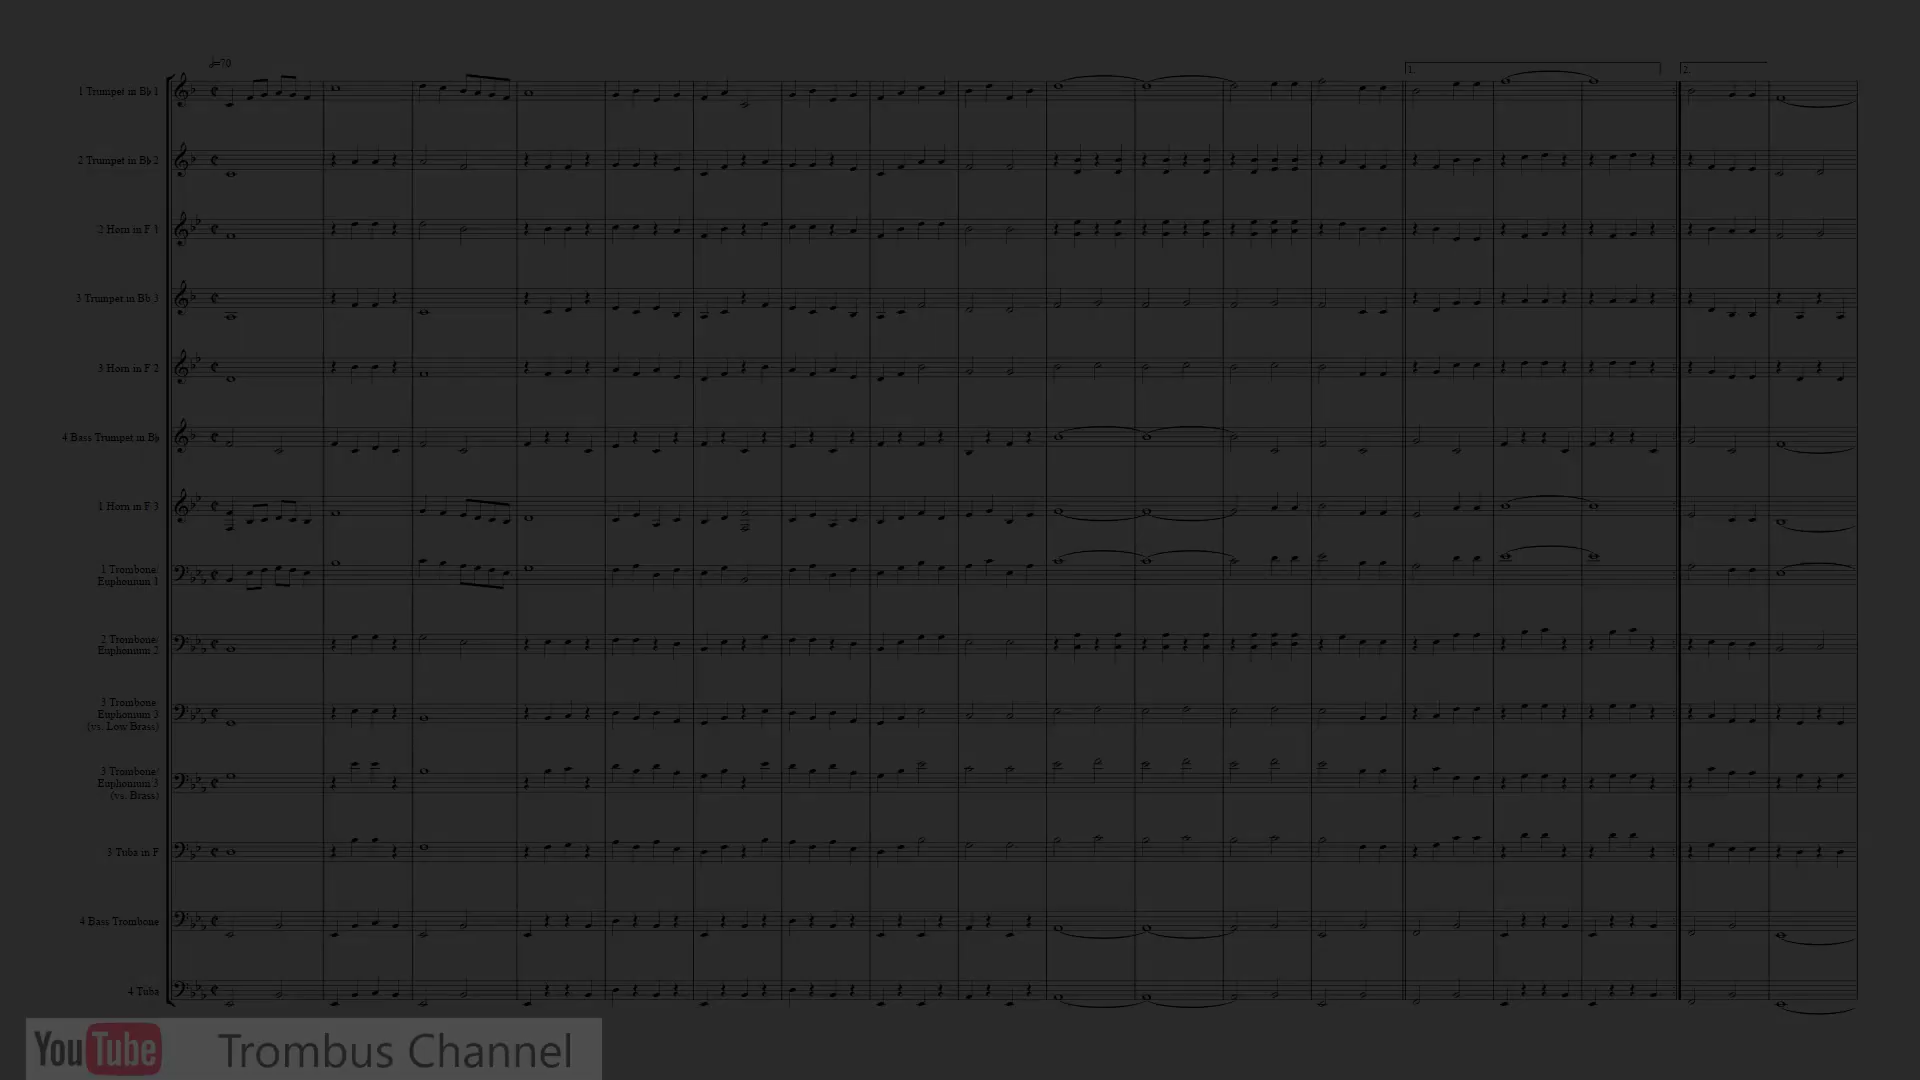 =70
1 Trumpet in B♭ 1
1. 2.
2 Trumpet in B♭ 2
2 Horn in F 1
3 Trumpet in B♭ 3
3 Horn in F 2
4 Bass Trumpet in B♭
1 Horn in F 3
1 Trombone/
Euphonium 1
2 Trombone/
Euphonium 2
3 Trombone
Euphonium 3
(vs. Low Brass)
3 Trombone/
Euphonium 3
(vs. Brass)
3 Tuba in F
4 Bass Trombone
4 Tuba
YouTube Trombus Channel